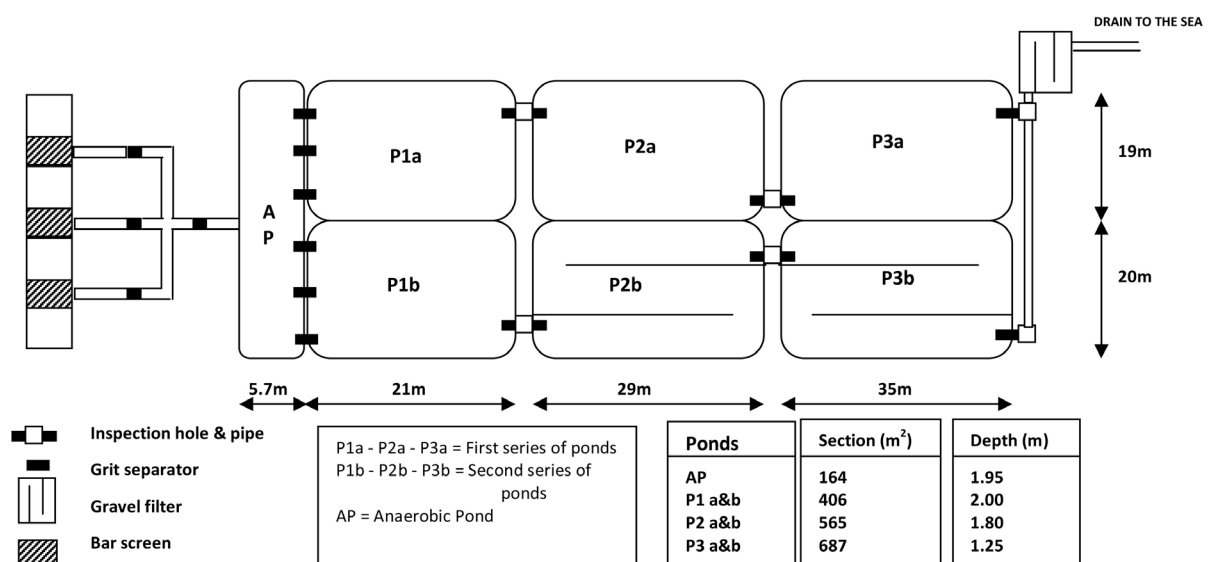 DRAIN TO THE SEA
P1a
P2a
P3a
19m
A
P
P1b
P2b
P3b
20m
5.7m
21m
29m
35m
Inspection hole & pipe
Grit separator
Gravel filter
Bar screen
P1a - P2a - P3a = First series of ponds
P1b - P2b - P3b = Second series of
ponds
AP = Anaerobic Pond
Ponds Section (m²) Depth (m)
AP 164 1.95
P1 a&b 406 2.00
P2 a&b 565 1.80
P3 a&b 687 1.25